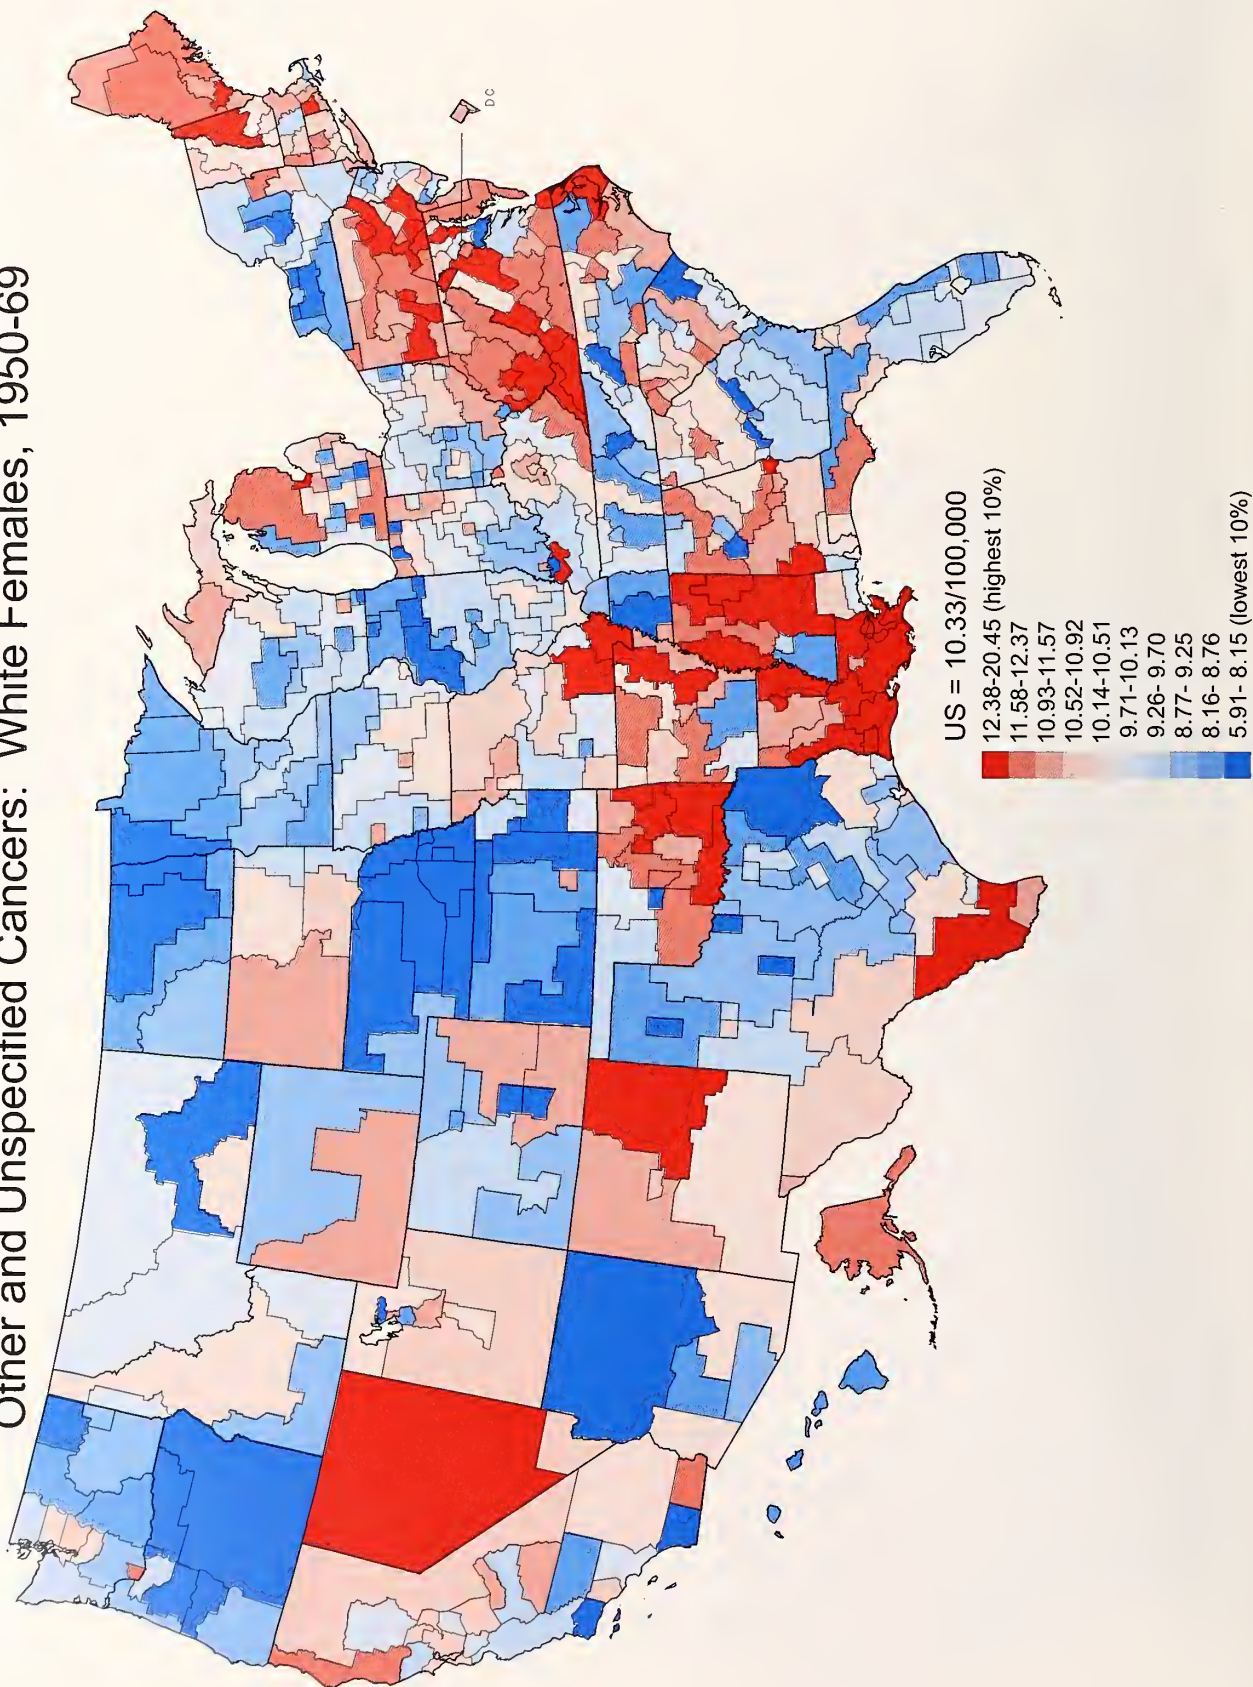 Other and Unspecified Cancers: White Females, 1950-69
DC
US = 10.33/100,000
12.38-20.45 (highest 10%)
11.58-12.37
10.93-11.57
10.52-10.92
10.14-10.51
9.71-10.13
9.26- 9.70
8.77- 9.25
8.16- 8.76
5.91- 8.15 (lowest 10%)